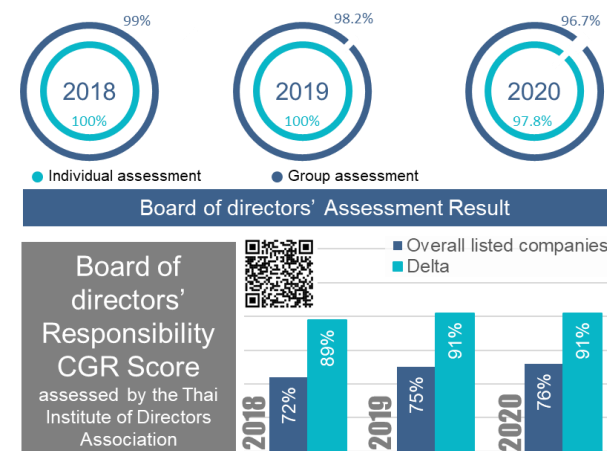 99%
98.2%
96.7%
2018
2019
2020
100%
100%
97.8%
Individual assessment
Group assessment
Board of directors' Assessment Result
Board of
directors'
Responsibility
CGR Score
assessed by the Thai
Institute of Directors
Association
Overall listed companies
Delta
2018
72%
89%
2019
75%
91%
2020
76%
91%